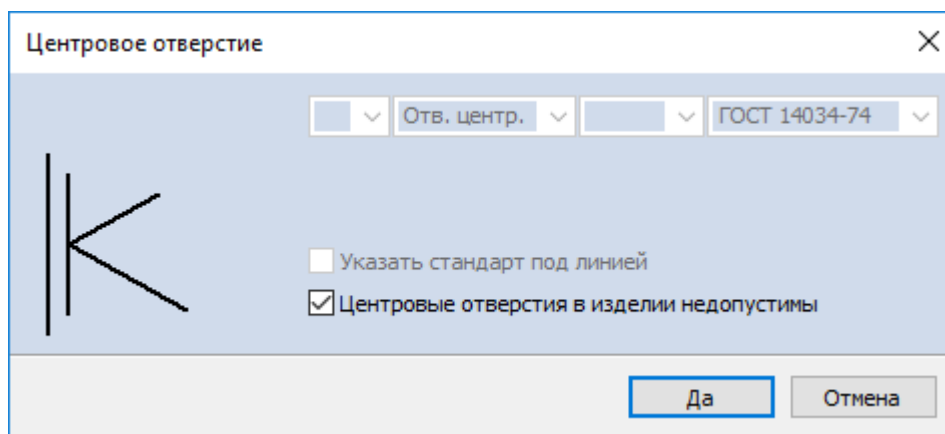 Центровое отверстие
Отв. центр. ГОСТ 14034-74
Указать стандарт под линией
Центровые отверстия в изделии недопустимы
Да Отмена